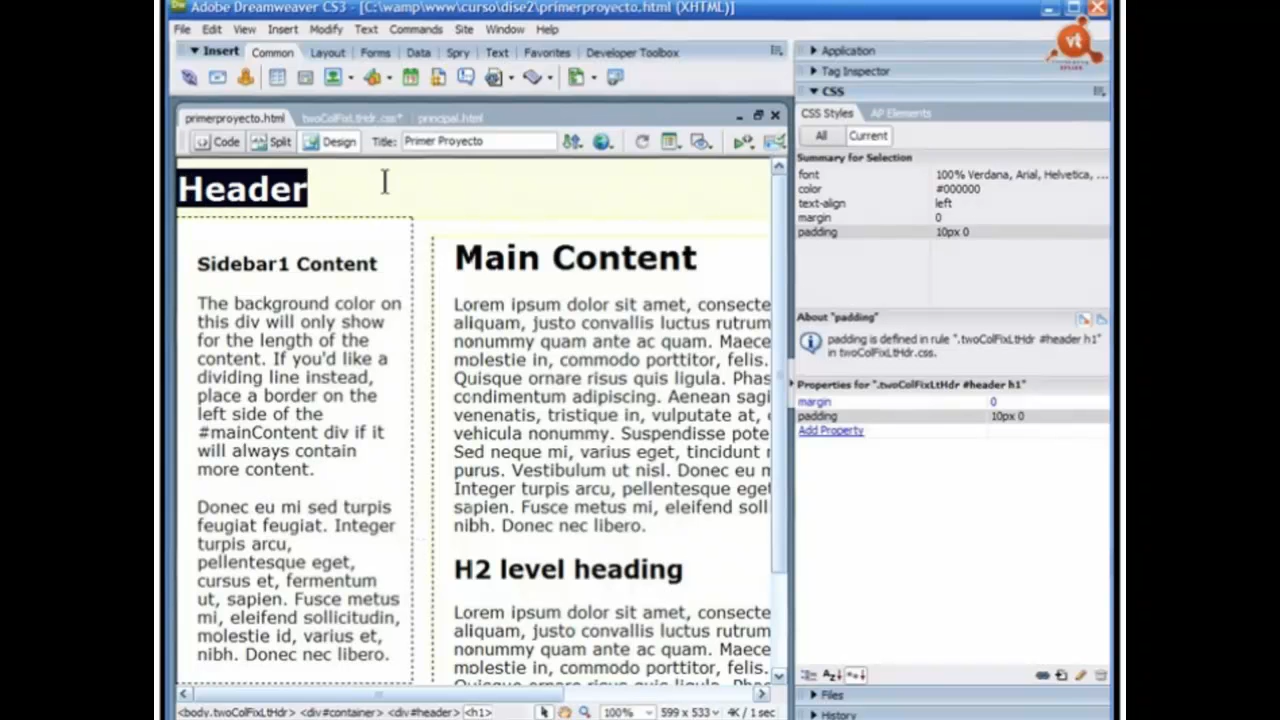 Adobe Dreamweaver CS3 - [C:\wamp\www\curso\dise2\primerproyecto.html (XHTML)]
File Edit View Insert Modify Text Commands Site Window Help
Insert Common Layout Forms Data Spry Text Favorites Developer Toolbox
primerproyecto.html twoColFixLtHdr.css* principal.html
Code Split Design Title: Primer Proyecto
Header
Sidebar1 Content
The background color on
this div will only show
for the length of the
content. If you'd like a
dividing line instead,
place a border on the
left side of the
#mainContent div if it
will always contain
more content.
Donec eu mi sed turpis
feugiat feugiat. Integer
turpis arcu,
pellentesque eget,
cursus et, fermentum
ut, sapien. Fusce metus
mi, eleifend sollicitudin,
molestie id, varius et,
nibh. Donec nec libero.
Main Content
Lorem ipsum dolor sit amet, consecte
aliquam, justo convallis luctus rutrum
nonummy quam ante ac quam. Maece
molestie in, commodo porttitor, felis.
Quisque ornare risus quis ligula. Phas
condimentum adipiscing. Aenean sagi
venenatis, tristique in, vulputate at,
vehicula nonummy. Suspendisse pote
Sed neque mi, varius eget, tincidunt
purus. Vestibulum ut nisl. Donec eu m
Integer turpis arcu, pellentesque eget
sapien. Fusce metus mi, eleifend soll
nibh. Donec nec libero.
H2 level heading
Lorem ipsum dolor sit amet, consecte
aliquam, justo convallis luctus rutrum
nonummy quam ante ac quam. Maece
molestie in, commodo porttitor, felis.
<body.twoColFixLtHdr> <div#container> <div#header> <h1> 100% 599 x 533 4K / 1 sec
vt
Application
Tag Inspector
CSS
CSS Styles AP Elements
All Current
Summary for Selection
font 100% Verdana, Arial, Helvetica, ...
color #000000
text-align left
margin 0
padding 10px 0
About "padding"
padding is defined in rule ".twoColFixLtHdr #header h1"
in twoColFixLtHdr.css.
Properties for ".twoColFixLtHdr #header h1"
margin 0
padding 10px 0
Add Property
Files
History